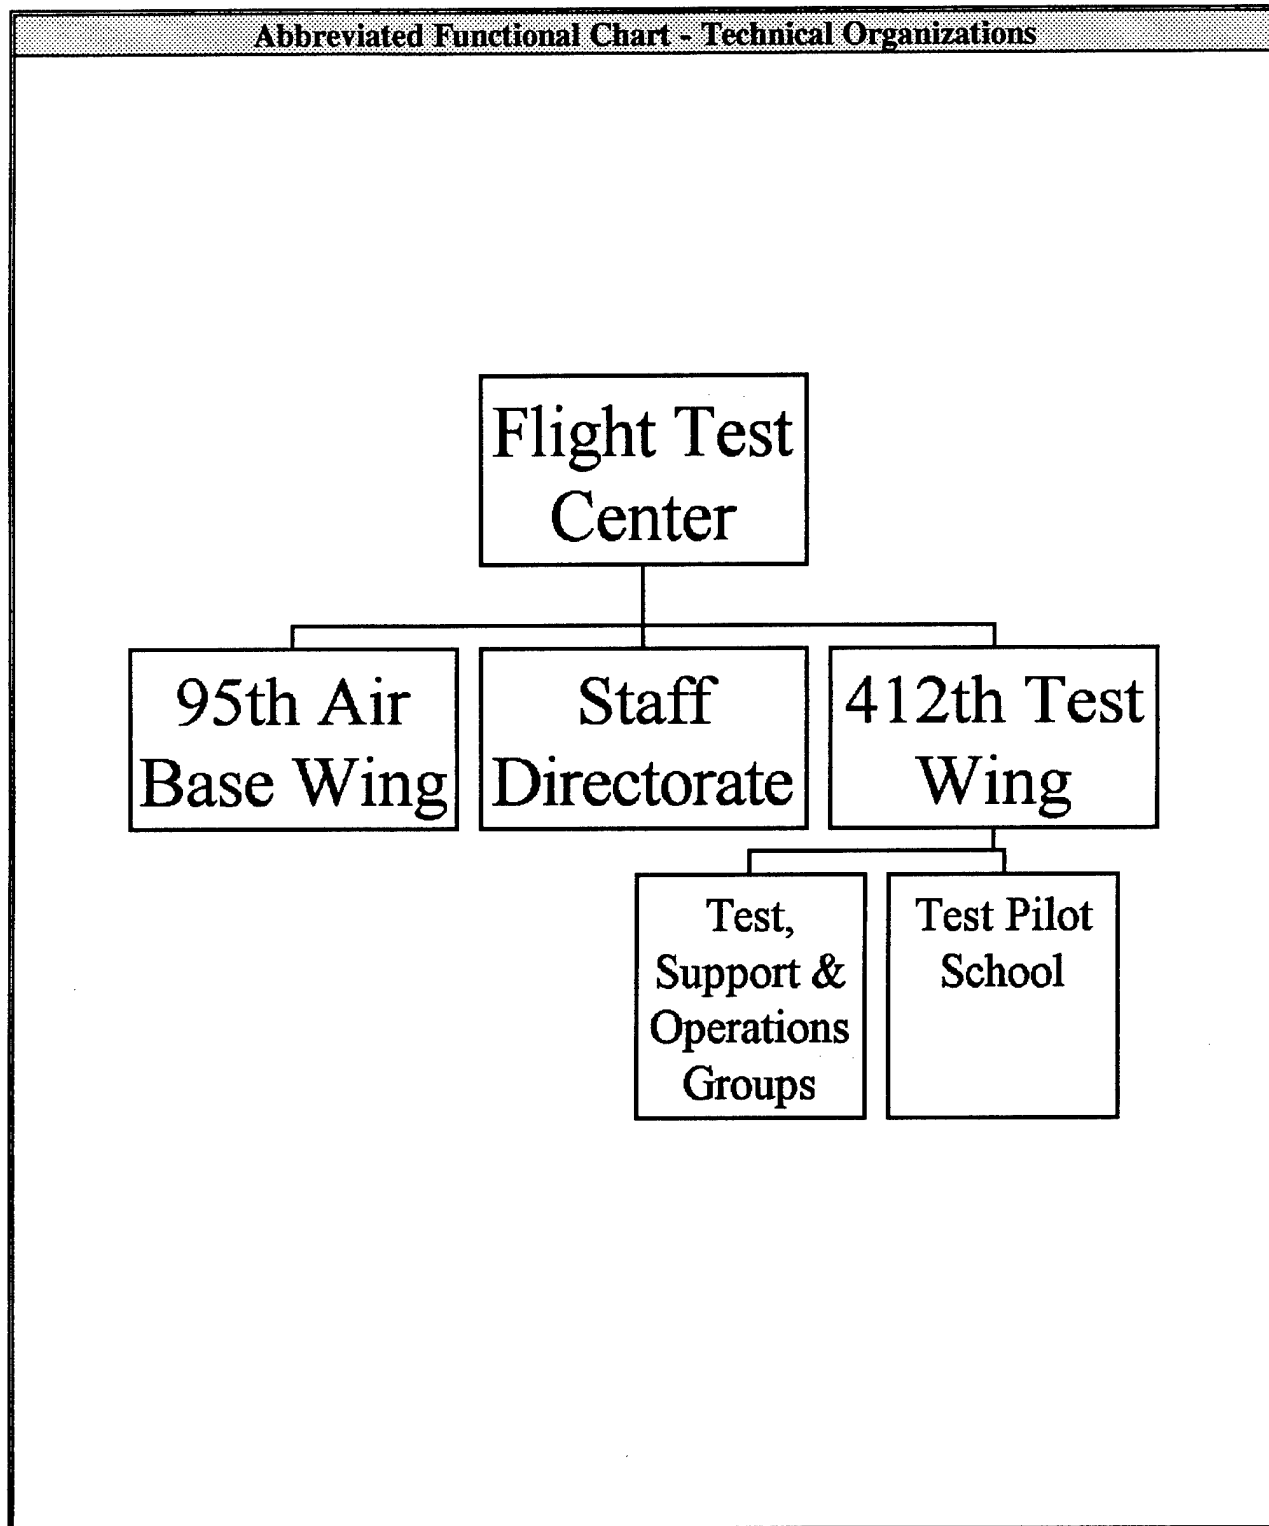 Abbreviated Functional Chart - Technical Organizations
Flight Test
Center
95th Air
Base Wing
Staff
Directorate
412th Test
Wing
Test,
Support &
Operations
Groups
Test Pilot
School